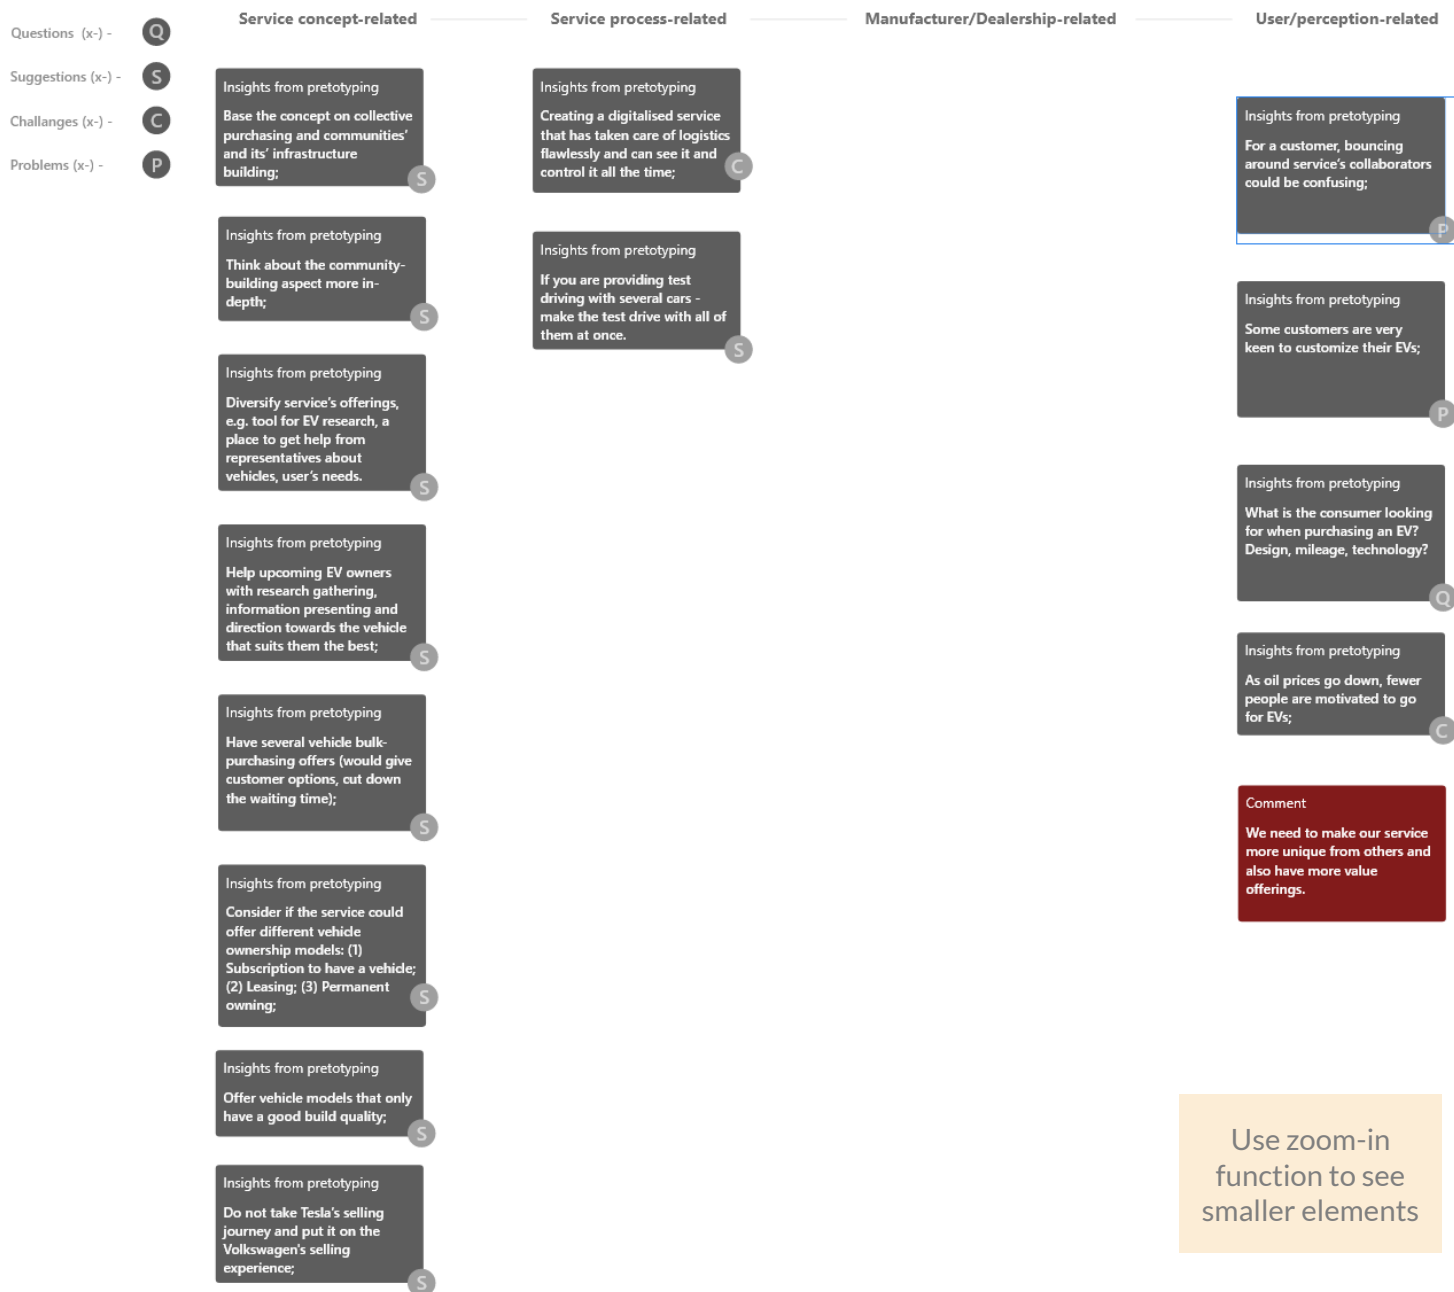 Service concept-related
Service process-related
Manufacturer/Dealership-related
User/perception-related
Questions (x-) -
Q
Suggestions (x-) -
S
Challanges (x-) -
C
Problems (x-) -
P
Insights from pretotyping
Base the concept on collective
purchasing and communities’
and its’ infrastructure
building;
S
Insights from pretotyping
Think about the community-
building aspect more in-
depth;
S
Insights from pretotyping
Diversify service’s offerings,
e.g. tool for EV research, a
place to get help from
representatives about
vehicles, user’s needs.
S
Insights from pretotyping
Help upcoming EV owners
with research gathering,
information presenting and
direction towards the vehicle
that suits them the best;
S
Insights from pretotyping
Have several vehicle bulk-
purchasing offers (would give
customer options, cut down
the waiting time);
S
Insights from pretotyping
Consider if the service could
offer different vehicle
ownership models: (1)
Subscription to have a vehicle;
(2) Leasing; (3) Permanent
owning;
S
Insights from pretotyping
Offer vehicle models that only
have a good build quality;
S
Insights from pretotyping
Do not take Tesla’s selling
journey and put it on the
Volkswagen's selling
experience;
S
Insights from pretotyping
Creating a digitalised service
that has taken care of logistics
flawlessly and can see it and
control it all the time;
C
Insights from pretotyping
If you are providing test
driving with several cars -
make the test drive with all of
them at once.
S
Insights from pretotyping
For a customer, bouncing
around service’s collaborators
could be confusing;
P
Insights from pretotyping
Some customers are very
keen to customize their EVs;
P
Insights from pretotyping
What is the consumer looking
for when purchasing an EV?
Design, mileage, technology?
Q
Insights from pretotyping
As oil prices go down, fewer
people are motivated to go
for EVs;
C
Comment
We need to make our service
more unique from others and
also have more value
offerings.
Use zoom-in
function to see
smaller elements